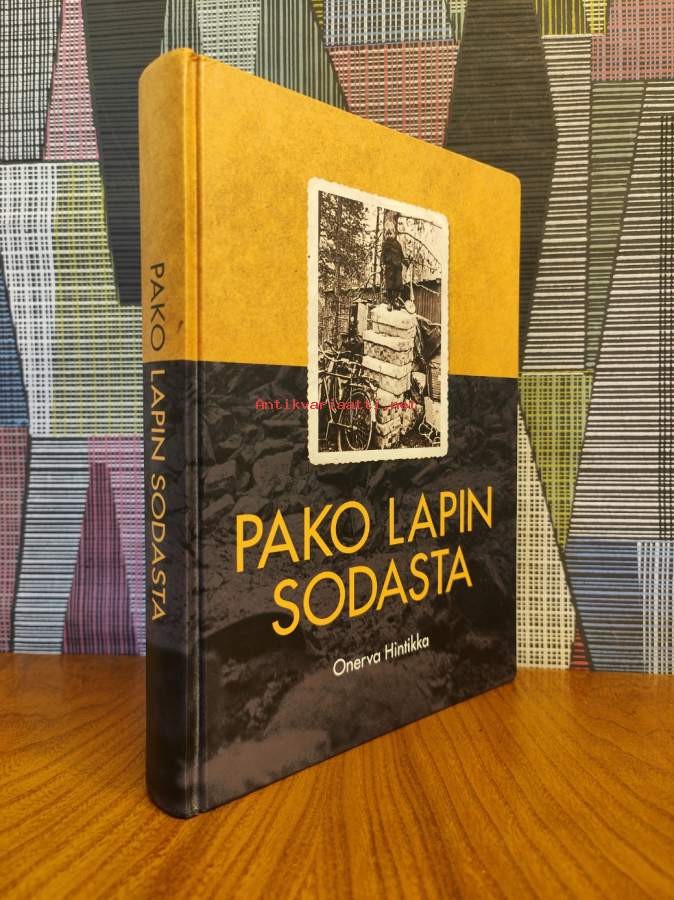 PAKO LAPIN SODASTA
Antikvariaatti.net
PAKO LAPIN
SODASTA
Onerva Hintikka